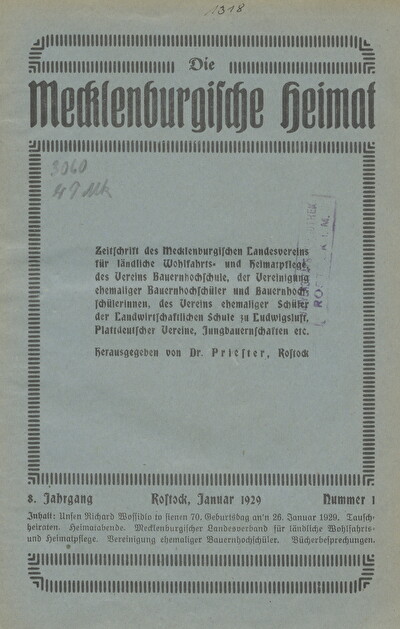 1318.
Die
Mecklenburgische Heimat
3060
Zeitschrift des Mecklenburgischen Landesvereins
für ländliche Wohlfahrts- und Heimatpflege,
des Vereins Bauernhochschule, der Vereinigung
ehemaliger Bauernhochschüler und Bauernhoch-
schülerinnen, des Vereins ehemaliger Schüler
der Landwirtschaftlichen Schule zu Ludwigslust,
Plattdeutscher Vereine, Jungbauernschaften etc.
Herausgegeben von Dr. Priester, Rostock
8. Jahrgang Rostock, Januar 1929 Nummer 1
Inhalt: Unsen Richard Wossidlo to sienen 70. Geburtsdag an'n 26. Januar 1929. Tausch-
heiraten. Heimatabende. Mecklenburgischer Landesverband für ländliche Wohlfahrts-
und Heimatpflege. Vereinigung ehemaliger Bauernhochschüler. Bücherbesprechungen.